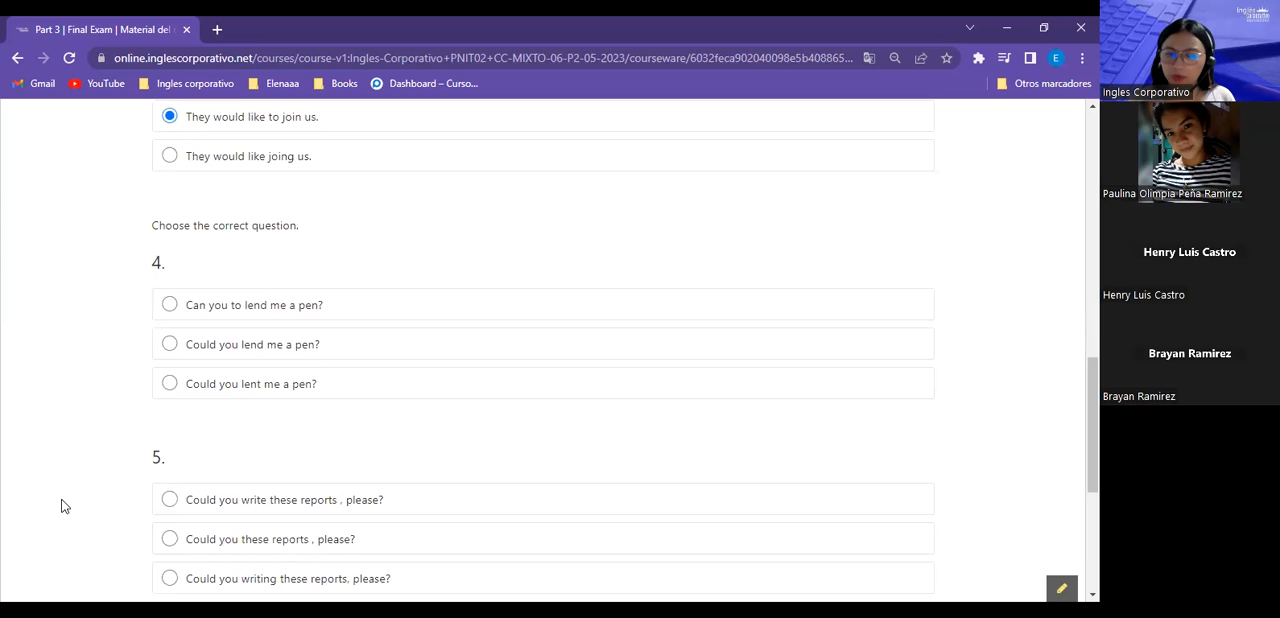 Part 3 | Final Exam | Material del
online.inglescorporativo.net/courses/course-v1:Ingles-Corporativo+PNIT02+CC-MIXTO-06-P2-05-2023/courseware/6032feca902040098e5b408865...
E
Gmail
YouTube
Ingles corporativo
Elenaaa
Books
Dashboard – Curso...
Otros marcadores
They would like to join us.
They would like joing us.
Choose the correct question.
4.
Can you to lend me a pen?
Could you lend me a pen?
Could you lent me a pen?
5.
Could you write these reports , please?
Could you these reports , please?
Could you writing these reports, please?
Ingles Corporativo
Paulina Olimpia Peña Ramirez
Henry Luis Castro
Henry Luis Castro
Brayan Ramirez
Brayan Ramirez